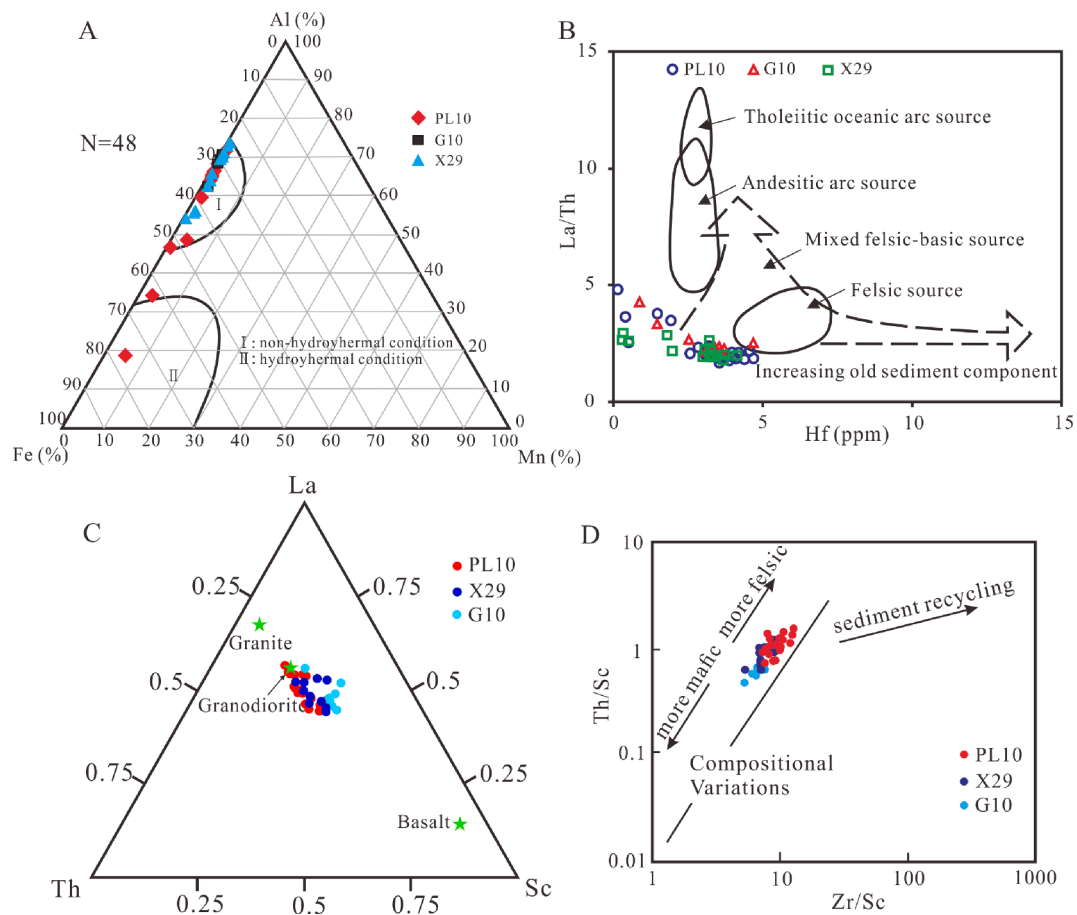 A
Al (%)
0 100
10 90
20 80
30 70
40 60
50 50
60 40
70 30
80 20
90 10
100 0
0 10 20 30 40 50 60 70 80 90 100
Fe (%) Mn (%)
N=48
PL10
G10
X29
I
II
I : non-hydroyhermal condition
II : hydroyhermal condition
B
15
10
5
0
La/Th
PL10 G10 X29
Tholeiitic oceanic arc source
Andesitic arc source
Mixed felsic-basic source
Felsic source
Increasing old sediment component
0 5 10 15
Hf (ppm)
C
La
PL10
X29
G10
0.25 0.75
Granite
0.5 0.5
Granodiorite
0.75 0.25
Basalt
Th Sc
0.25 0.5 0.75
D
10
1
0.1
0.01
Th/Sc
more mafic more felsic
sediment recycling
Compositional
Variations
PL10
X29
G10
1 10 100 1000
Zr/Sc